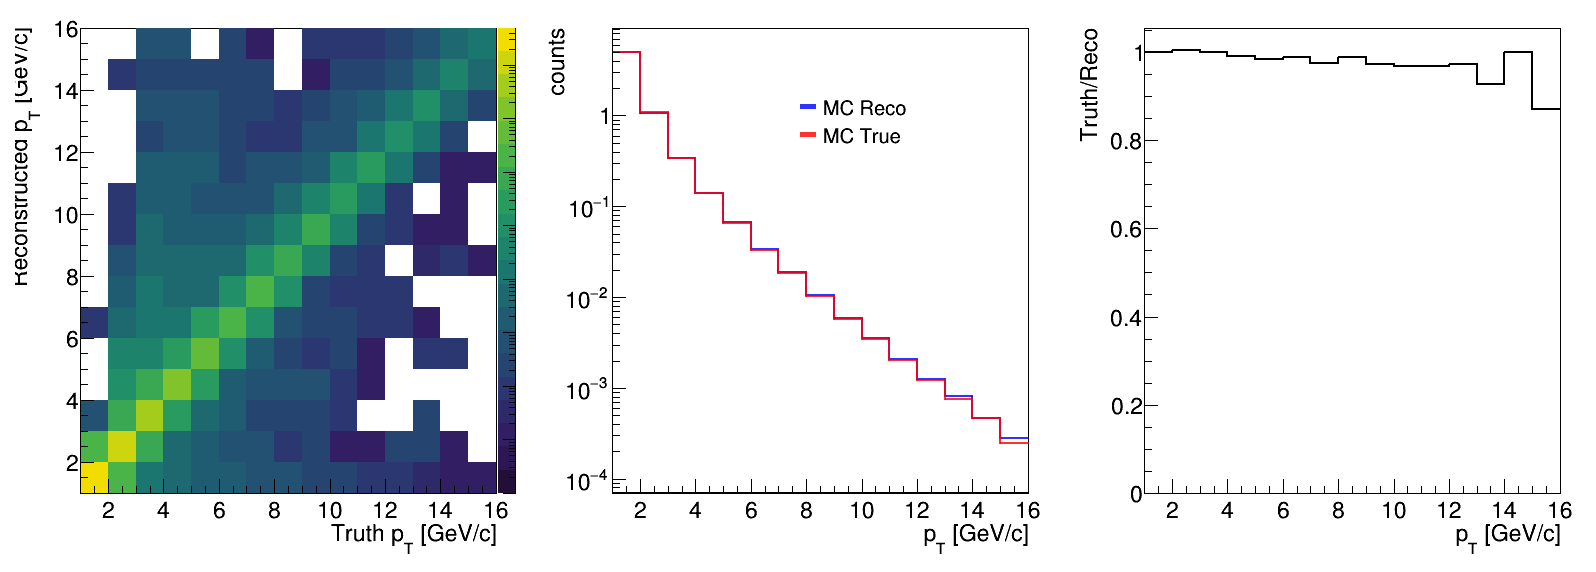 Reconstructed p_T [GeV/c]
16
14
12
10
8
6
4
2
2 4 6 8 10 12 14 16
Truth p_T [GeV/c]
counts
1
10^−1
10^−2
10^−3
10^−4
MC Reco
MC True
2 4 6 8 10 12 14 16
p_T [GeV/c]
Truth/Reco
1
0.8
0.6
0.4
0.2
0
2 4 6 8 10 12 14 16
p_T [GeV/c]